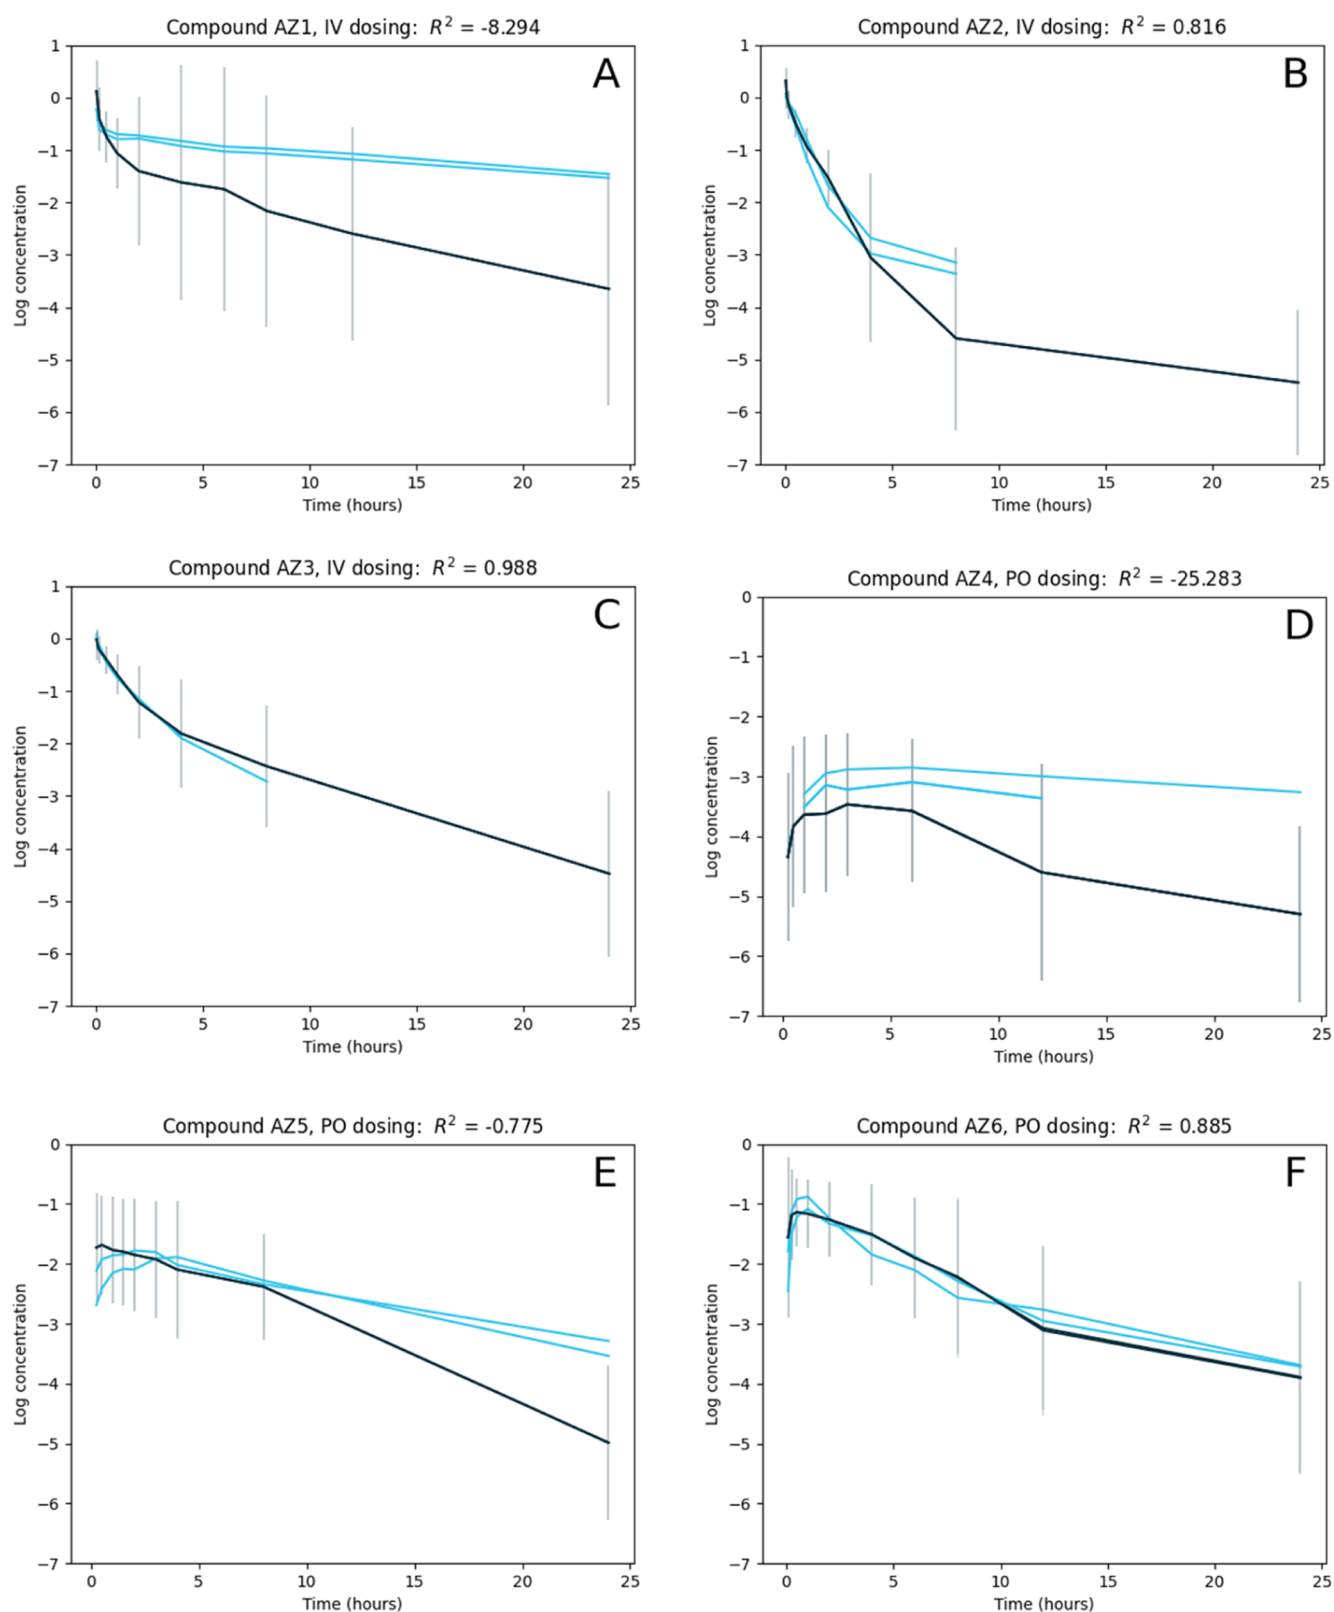 Compound AZ1, IV dosing: R² = -8.294
A
1
0
−1
−2
−3
−4
−5
−6
−7
Log concentration
0 5 10 15 20 25
Time (hours)
Compound AZ2, IV dosing: R² = 0.816
B
1
0
−1
−2
−3
−4
−5
−6
−7
Log concentration
0 5 10 15 20 25
Time (hours)
Compound AZ3, IV dosing: R² = 0.988
C
1
0
−1
−2
−3
−4
−5
−6
−7
Log concentration
0 5 10 15 20 25
Time (hours)
Compound AZ4, PO dosing: R² = -25.283
D
0
−1
−2
−3
−4
−5
−6
−7
Log concentration
0 5 10 15 20 25
Time (hours)
Compound AZ5, PO dosing: R² = -0.775
E
0
−1
−2
−3
−4
−5
−6
−7
Log concentration
0 5 10 15 20 25
Time (hours)
Compound AZ6, PO dosing: R² = 0.885
F
0
−1
−2
−3
−4
−5
−6
−7
Log concentration
0 5 10 15 20 25
Time (hours)